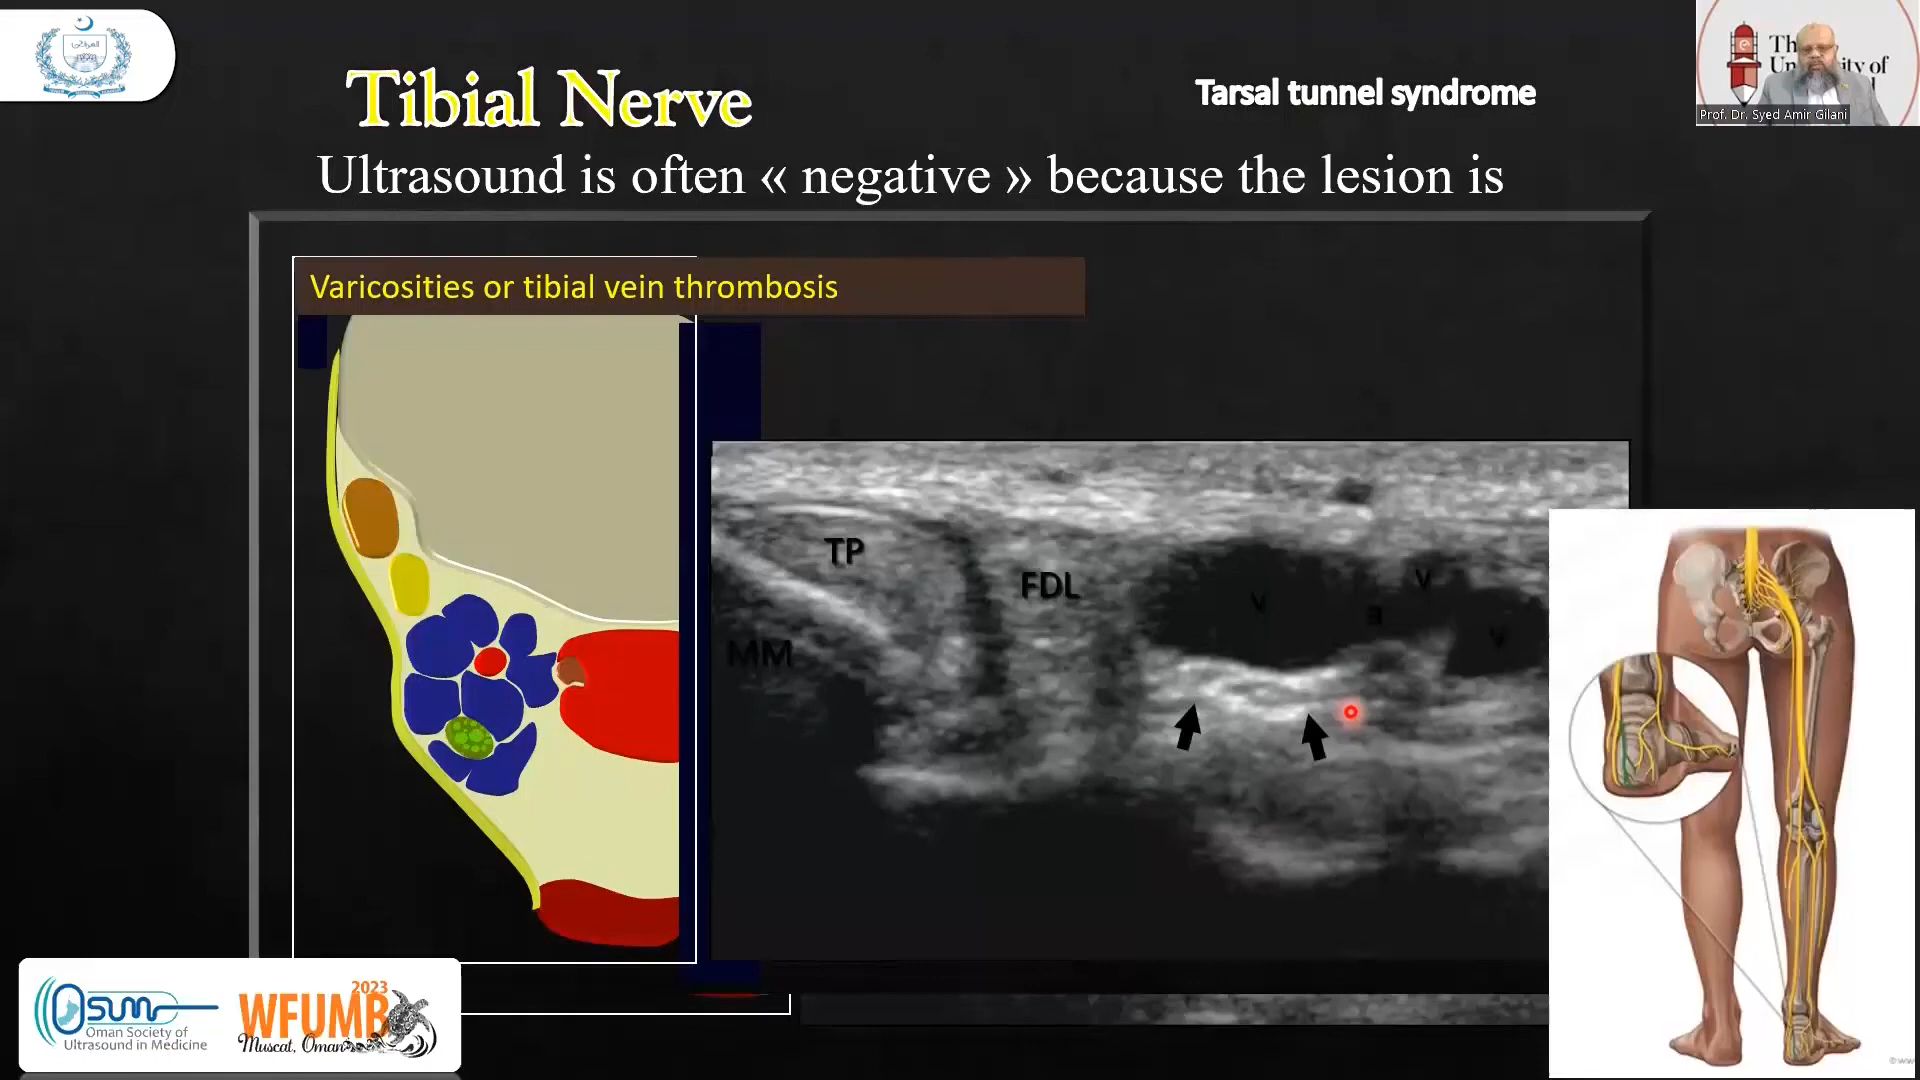 Tibial Nerve
Tarsal tunnel syndrome
Prof. Dr. Syed Amir Gilani
Ultrasound is often « negative » because the lesion is
Varicosities or tibial vein thrombosis
TP
FDL
MM
V
a
V
V
OSUM
Oman Society of
Ultrasound in Medicine
2023
WFUMB
Muscat, Oman